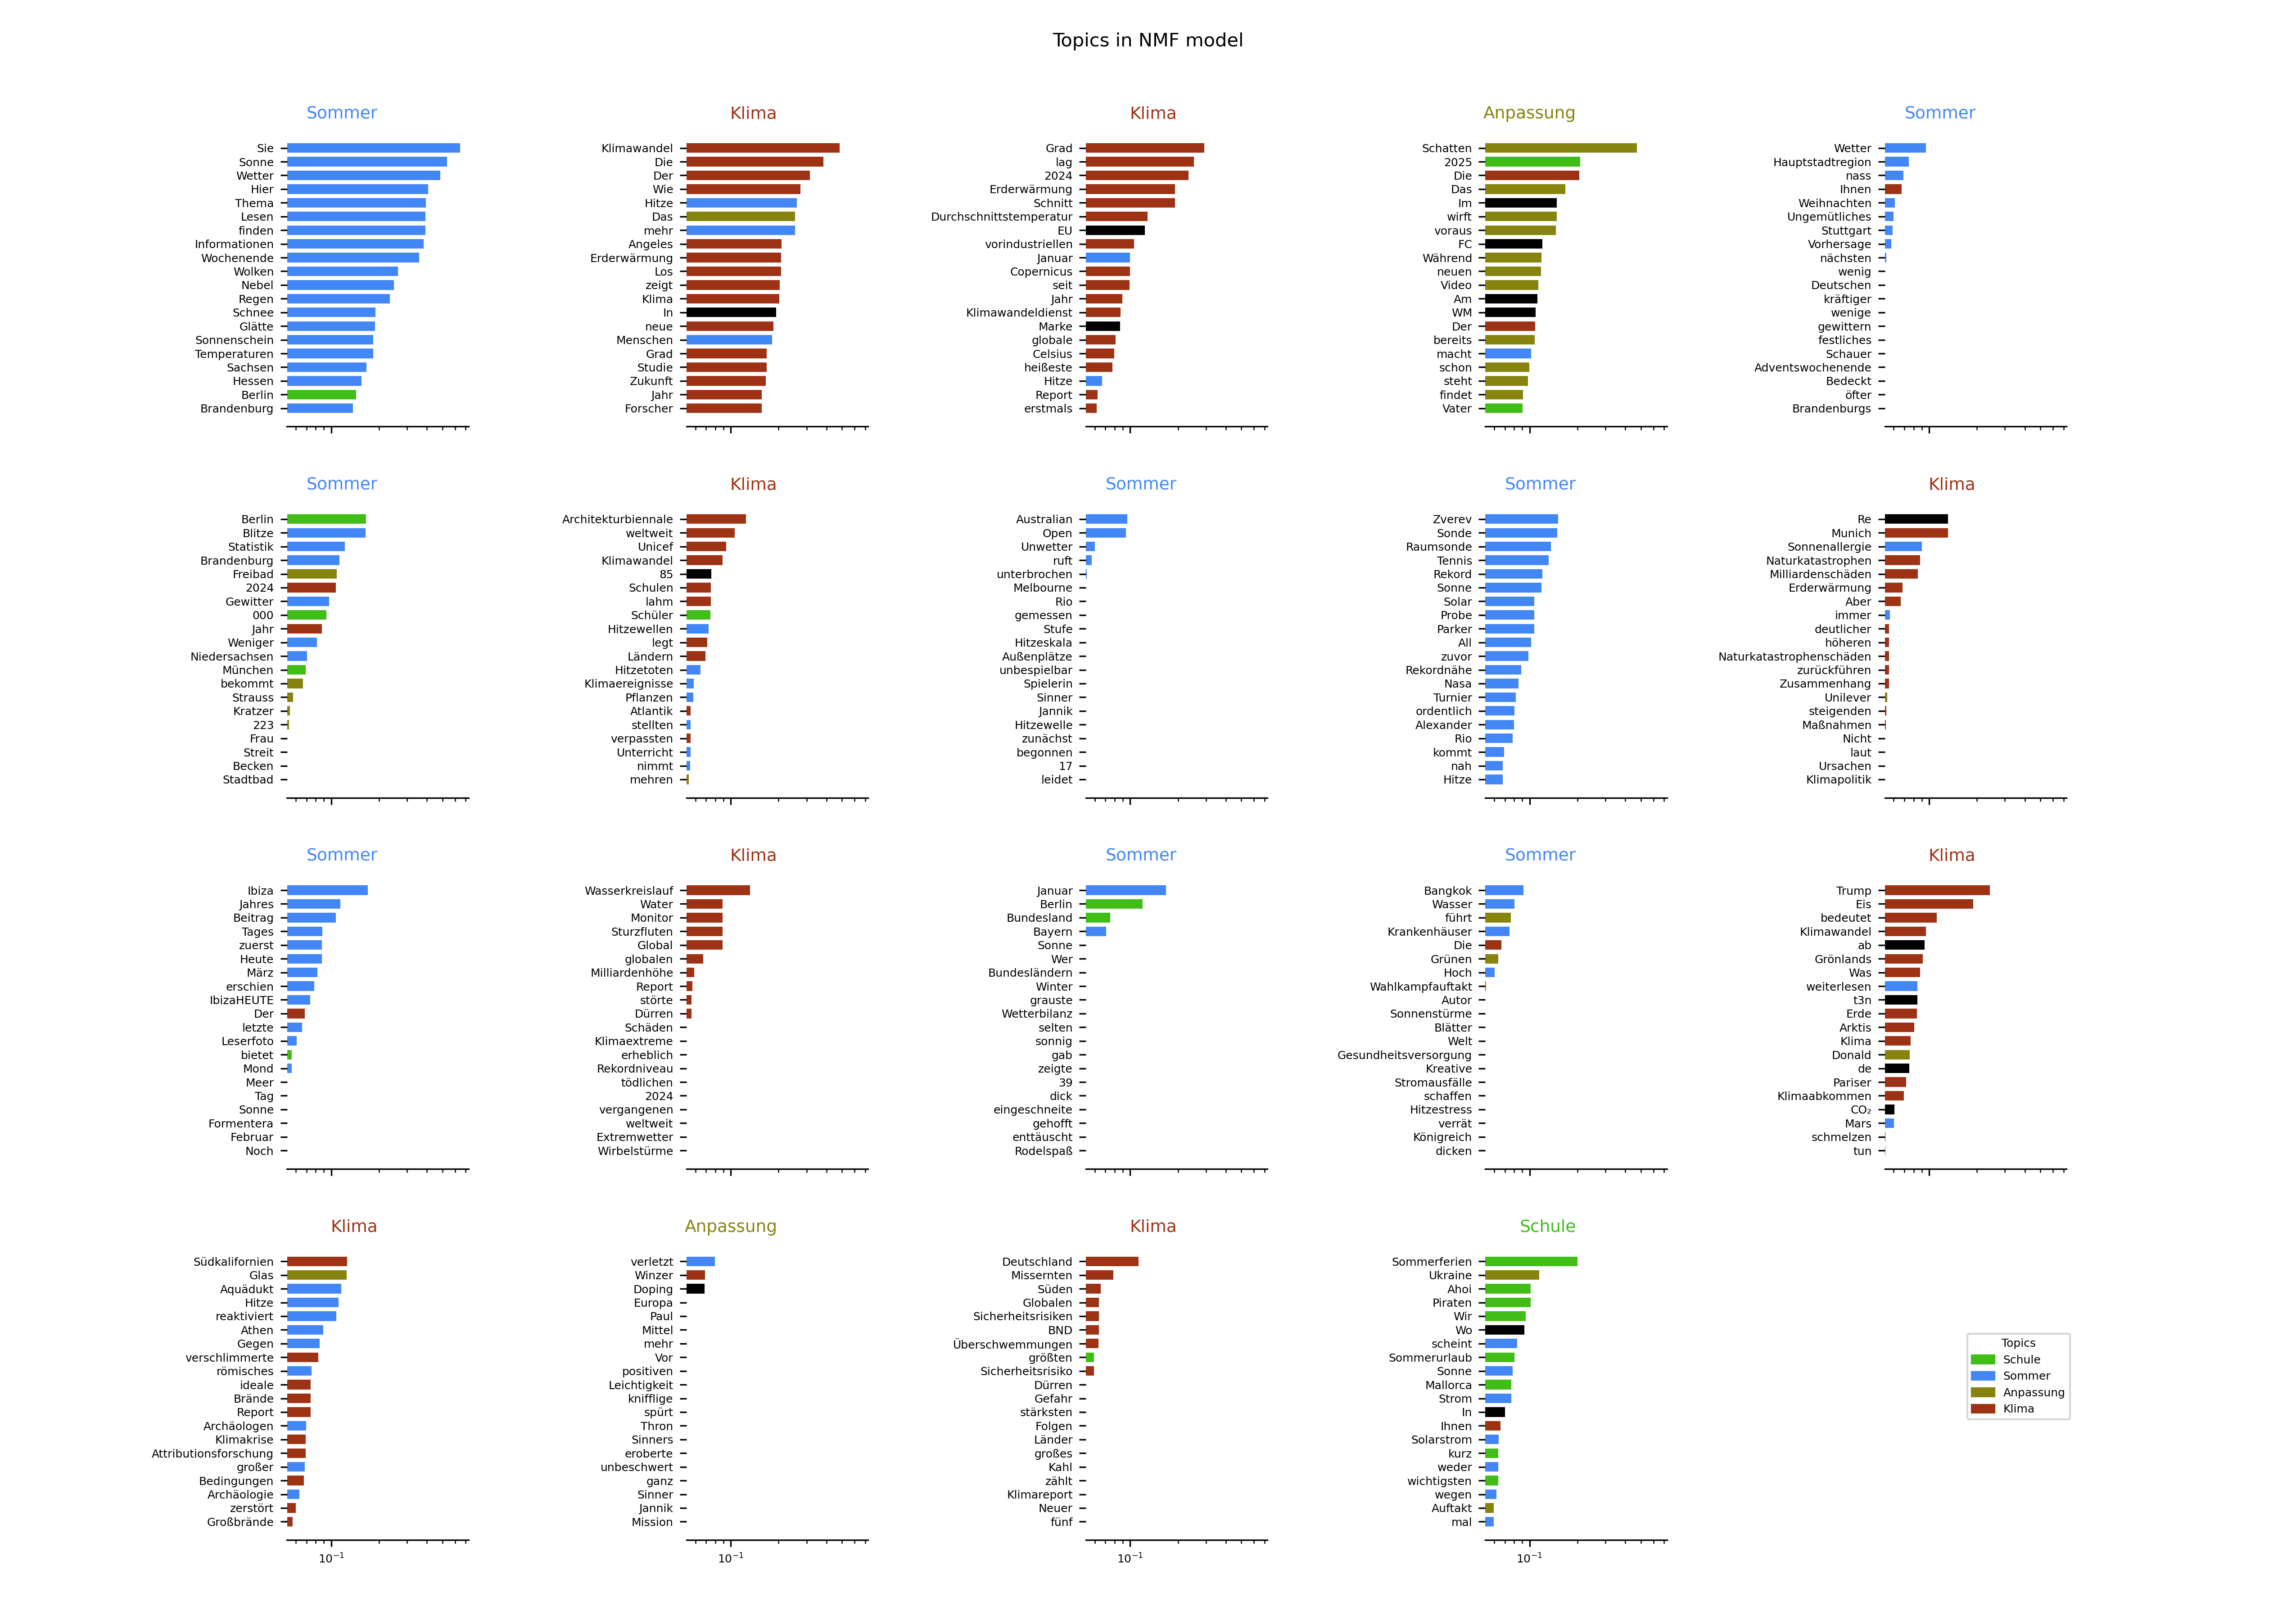 Topics in NMF model
Sommer
Sie
Sonne
Wetter
Hier
Thema
Lesen
finden
Informationen
Wochenende
Wolken
Nebel
Regen
Schnee
Glätte
Sonnenschein
Temperaturen
Sachsen
Hessen
Berlin
Brandenburg
Klima
Klimawandel
Die
Der
Wie
Hitze
Das
mehr
Angeles
Erderwärmung
Los
zeigt
Klima
In
neue
Menschen
Grad
Studie
Zukunft
Jahr
Forscher
Klima
Grad
lag
2024
Erderwärmung
Schnitt
Durchschnittstemperatur
EU
vorindustriellen
Januar
Copernicus
seit
Jahr
Klimawandeldienst
Marke
globale
Celsius
heißeste
Hitze
Report
erstmals
Anpassung
Schatten
2025
Die
Das
Im
wirft
voraus
FC
Während
neuen
Video
Am
WM
Der
bereits
macht
schon
steht
findet
Vater
Sommer
Wetter
Hauptstadtregion
nass
Ihnen
Weihnachten
Ungemütliches
Stuttgart
Vorhersage
nächsten
wenig
Deutschen
kräftiger
wenige
gewittern
festliches
Schauer
Adventswochenende
Bedeckt
öfter
Brandenburgs
Sommer
Berlin
Blitze
Statistik
Brandenburg
Freibad
2024
Gewitter
000
Jahr
Weniger
Niedersachsen
München
bekommt
Strauss
Kratzer
223
Frau
Streit
Becken
Stadtbad
Klima
Architekturbiennale
weltweit
Unicef
Klimawandel
85
Schulen
lahm
Schüler
Hitzewellen
legt
Ländern
Hitzetoten
Klimaereignisse
Pflanzen
Atlantik
stellten
verpassten
Unterricht
nimmt
mehren
Sommer
Australian
Open
Unwetter
ruft
unterbrochen
Melbourne
Rio
gemessen
Stufe
Hitzeskala
Außenplätze
unbespielbar
Spielerin
Sinner
Jannik
Hitzewelle
zunächst
begonnen
17
leidet
Sommer
Zverev
Sonde
Raumsonde
Tennis
Rekord
Sonne
Solar
Probe
Parker
All
zuvor
Rekordnähe
Nasa
Turnier
ordentlich
Alexander
Rio
kommt
nah
Hitze
Klima
Re
Munich
Sonnenallergie
Naturkatastrophen
Milliardenschäden
Erderwärmung
Aber
immer
deutlicher
höheren
Naturkatastrophenschäden
zurückführen
Zusammenhang
Unilever
steigenden
Maßnahmen
Nicht
laut
Ursachen
Klimapolitik
Sommer
Ibiza
Jahres
Beitrag
Tages
zuerst
Heute
März
erschien
IbizaHEUTE
Der
letzte
Leserfoto
bietet
Mond
Meer
Tag
Sonne
Formentera
Februar
Noch
Klima
Wasserkreislauf
Water
Monitor
Sturzfluten
Global
globalen
Milliardenhöhe
Report
störte
Dürren
Schäden
Klimaextreme
erheblich
Rekordniveau
tödlichen
2024
vergangenen
weltweit
Extremwetter
Wirbelstürme
Sommer
Januar
Berlin
Bundesland
Bayern
Sonne
Wer
Bundesländern
Winter
grauste
Wetterbilanz
selten
sonnig
gab
zeigte
39
dick
eingeschneite
gehofft
enttäuscht
Rodelspaß
Sommer
Bangkok
Wasser
führt
Krankenhäuser
Die
Grünen
Hoch
Wahlkampfauftakt
Autor
Sonnenstürme
Blätter
Welt
Gesundheitsversorgung
Kreative
Stromausfälle
schaffen
Hitzestress
verrät
Königreich
dicken
Klima
Trump
Eis
bedeutet
Klimawandel
ab
Grönlands
Was
weiterlesen
t3n
Erde
Arktis
Klima
Donald
de
Pariser
Klimaabkommen
CO₂
Mars
schmelzen
tun
Klima
Südkalifornien
Glas
Aquädukt
Hitze
reaktiviert
Athen
Gegen
verschlimmerte
römisches
ideale
Brände
Report
Archäologen
Klimakrise
Attributionsforschung
großer
Bedingungen
Archäologie
zerstört
Großbrände
10⁻¹
Anpassung
verletzt
Winzer
Doping
Europa
Paul
Mittel
mehr
Vor
positiven
Leichtigkeit
knifflige
spürt
Thron
Sinners
eroberte
unbeschwert
ganz
Sinner
Jannik
Mission
10⁻¹
Klima
Deutschland
Missernten
Süden
Globalen
Sicherheitsrisiken
BND
Überschwemmungen
größten
Sicherheitsrisiko
Dürren
Gefahr
stärksten
Folgen
Länder
großes
Kahl
zählt
Klimareport
Neuer
fünf
10⁻¹
Schule
Sommerferien
Ukraine
Ahoi
Piraten
Wir
Wo
scheint
Sommerurlaub
Sonne
Mallorca
Strom
In
Ihnen
Solarstrom
kurz
weder
wichtigsten
wegen
Auftakt
mal
10⁻¹
Topics
Schule
Sommer
Anpassung
Klima